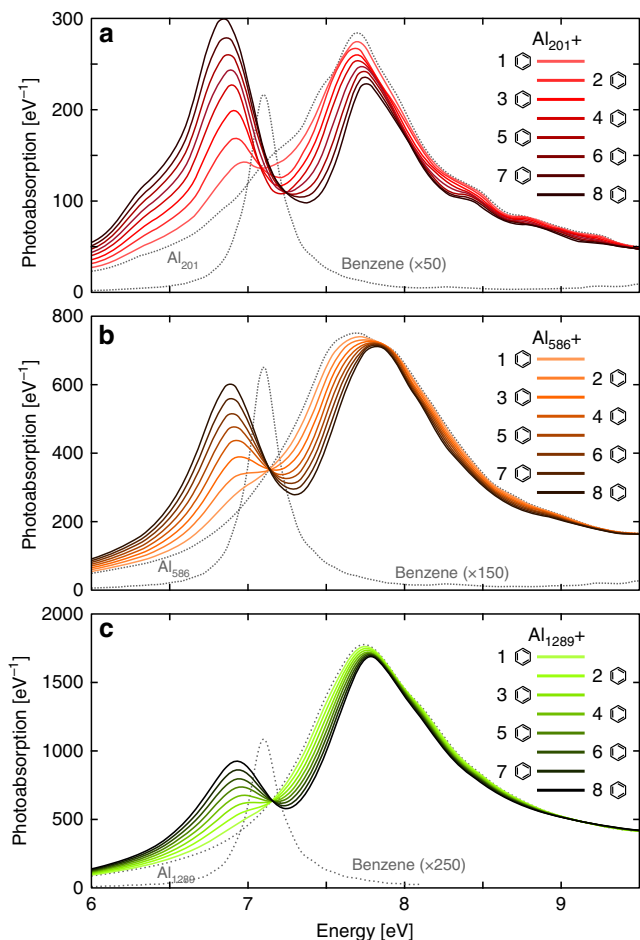 a
Photoabsorption [eV⁻¹]
300
200
100
0
Al₂₀₁+
1
2
3
4
5
6
7
8
Al₂₀₁
Benzene (×50)
b
Photoabsorption [eV⁻¹]
800
600
400
200
0
Al₅₈₆+
1
2
3
4
5
6
7
8
Al₅₈₆
Benzene (×150)
c
Photoabsorption [eV⁻¹]
2000
1500
1000
500
0
Al₁₂₈₉+
1
2
3
4
5
6
7
8
Al₁₂₈₉
Benzene (×250)
6 7 8 9
Energy [eV]